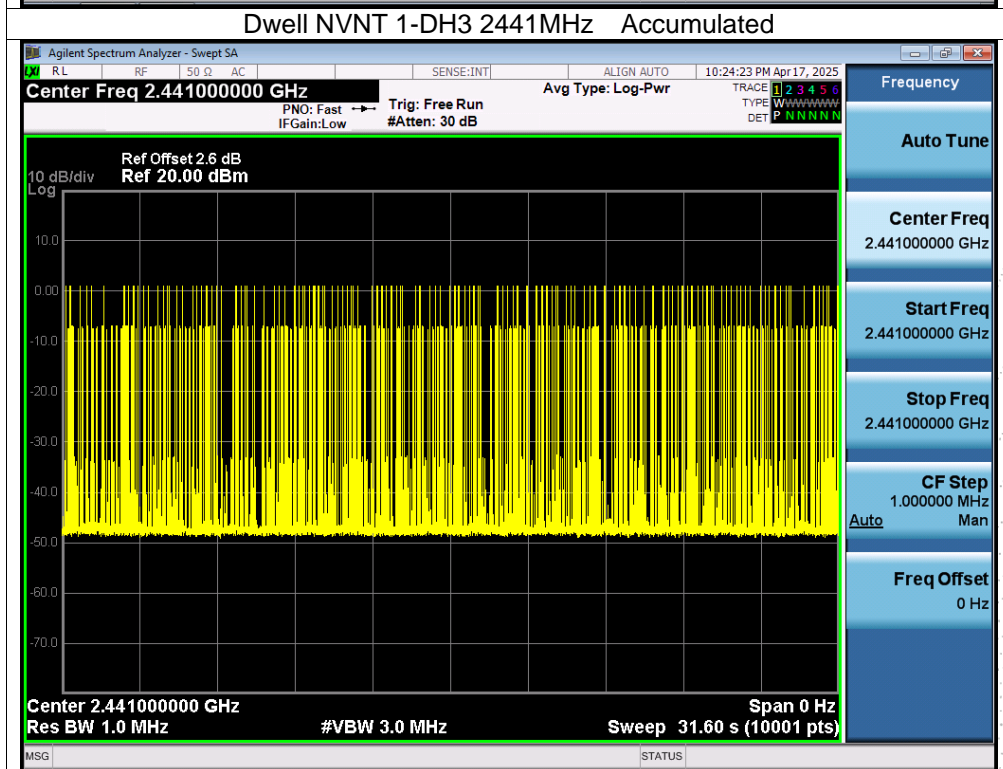 Dwell NVNT 1-DH3 2441MHz Accumulated
Agilent Spectrum Analyzer - Swept SA
LXI RL RF 50 Ω AC SENSE:INT ALIGN AUTO 10:24:23 PM Apr 17, 2025
Center Freq 2.441000000 GHz
PNO: Fast
IFGain:Low
Trig: Free Run
#Atten: 30 dB
Avg Type: Log-Pwr
TRACE 1 2 3 4 5 6
TYPE WWWWWWW
DET P N N N N N
Frequency
Auto Tune
Center Freq
2.441000000 GHz
Start Freq
2.441000000 GHz
Stop Freq
2.441000000 GHz
CF Step
1.000000 MHz
Auto Man
Freq Offset
0 Hz
Ref Offset 2.6 dB
10 dB/div Ref 20.00 dBm
Log
10.0
0.00
-10.0
-20.0
-30.0
-40.0
-50.0
-60.0
-70.0
Center 2.441000000 GHz Span 0 Hz
Res BW 1.0 MHz #VBW 3.0 MHz Sweep 31.60 s (10001 pts)
MSG STATUS